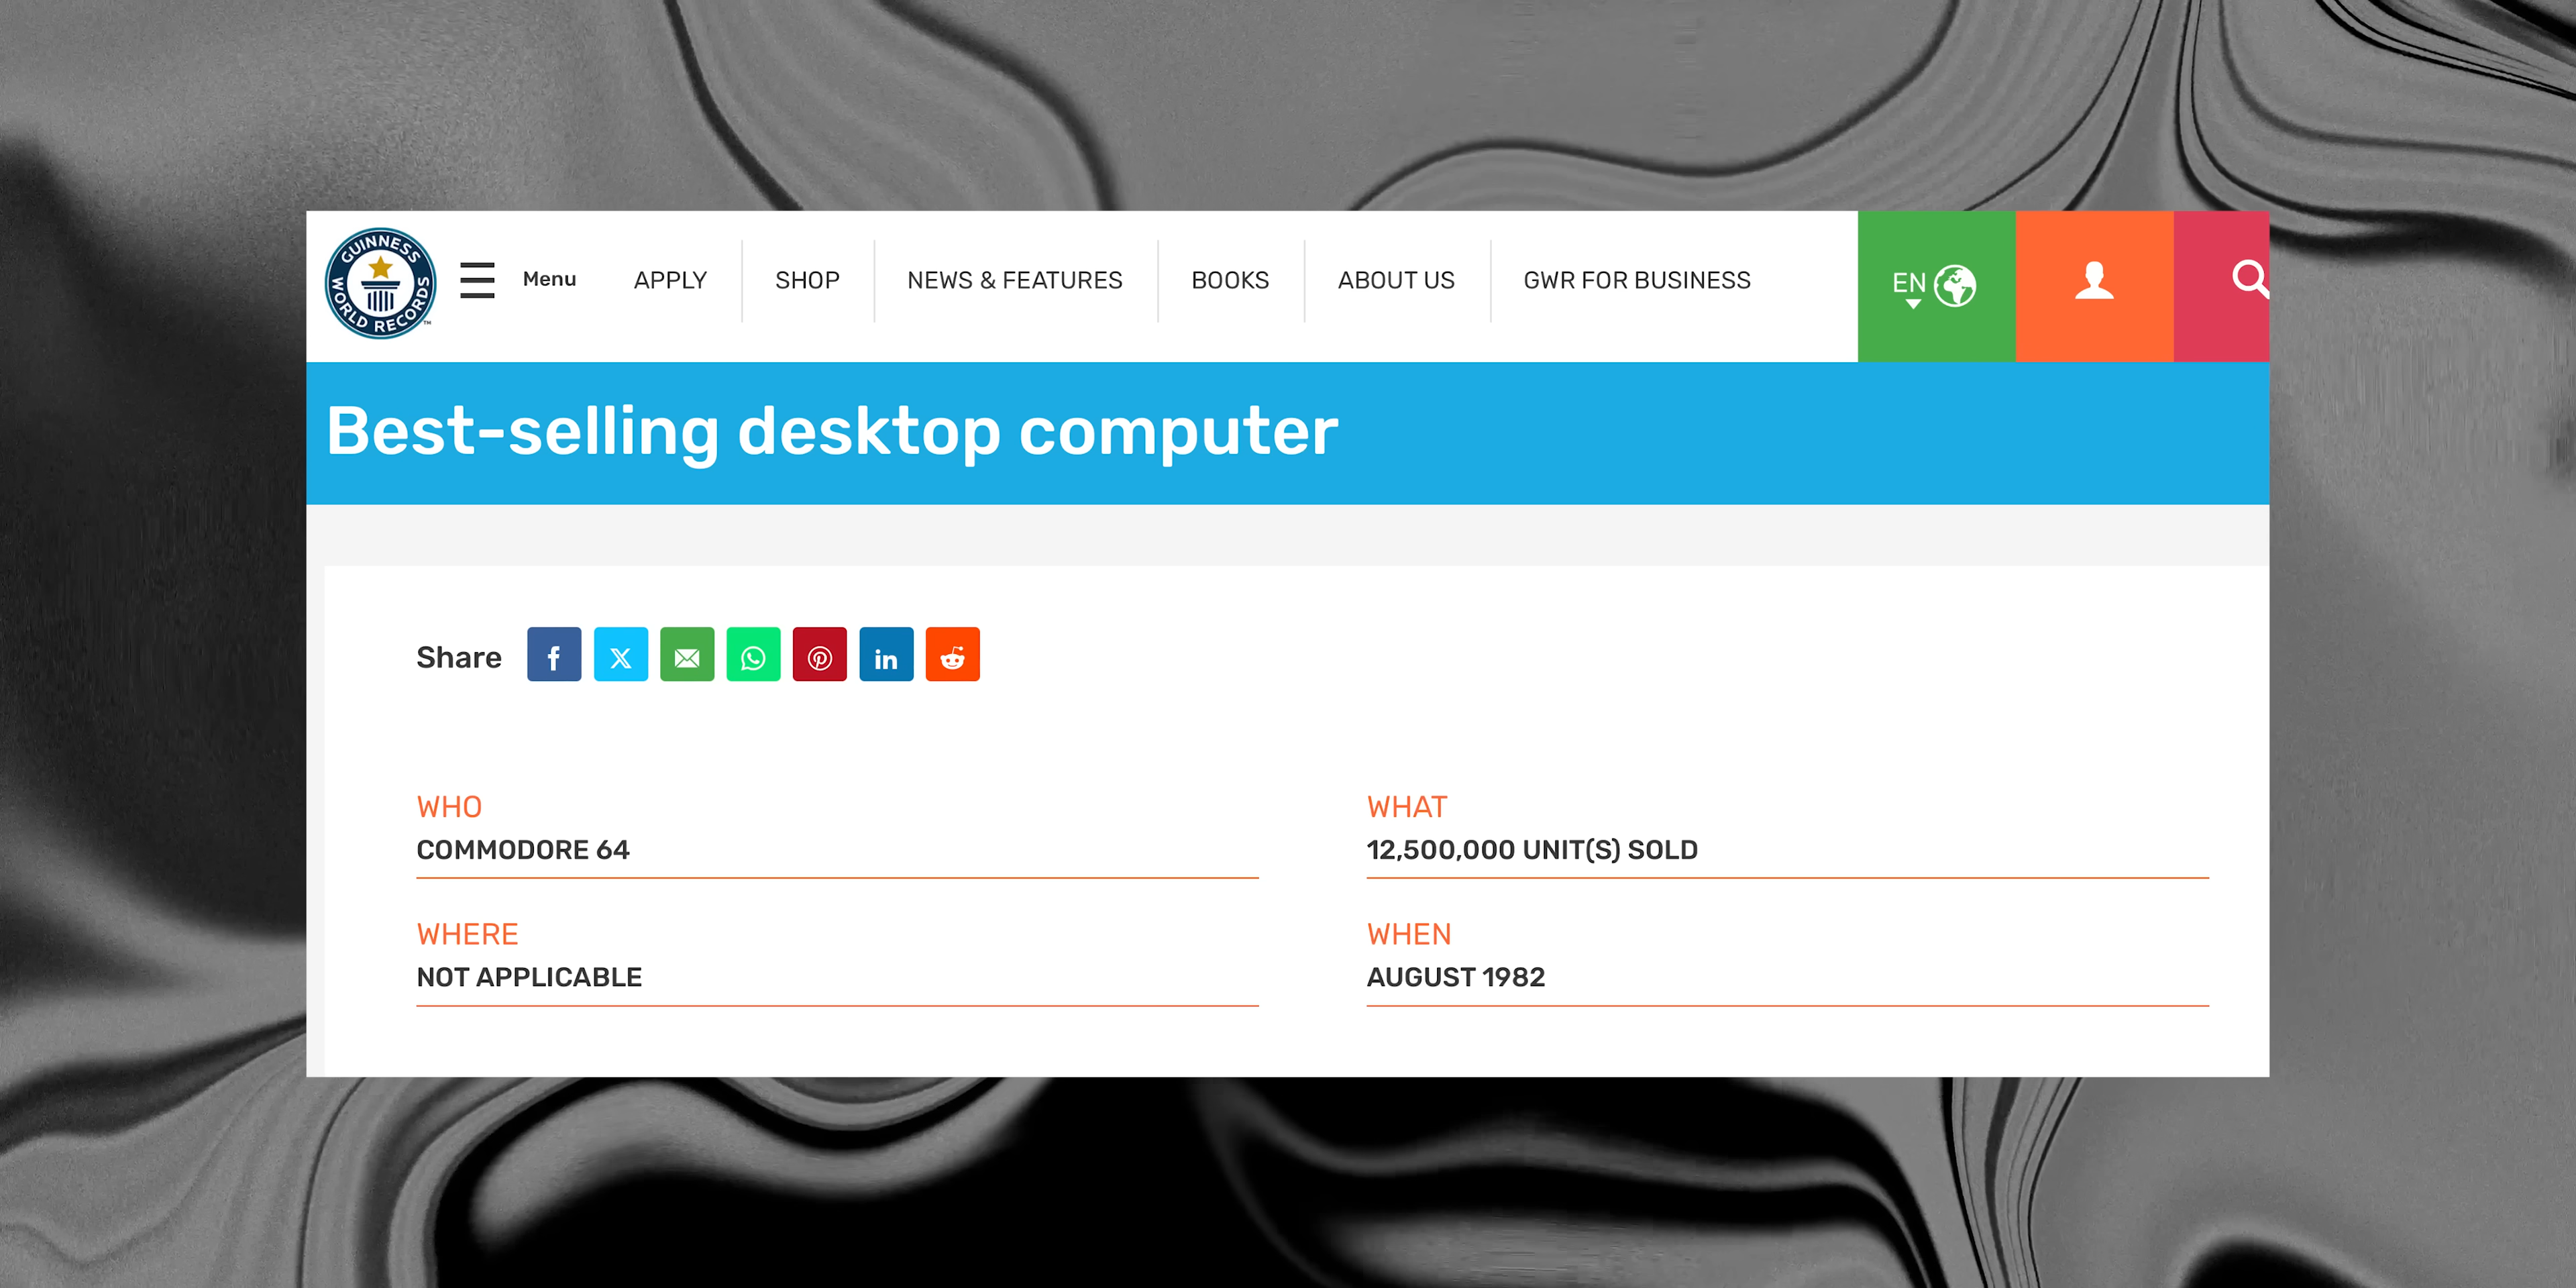 GUINNESS WORLD RECORDS™
Menu
APPLY
SHOP
NEWS & FEATURES
BOOKS
ABOUT US
GWR FOR BUSINESS
EN
Best-selling desktop computer
Share
WHO
COMMODORE 64
WHAT
12,500,000 UNIT(S) SOLD
WHERE
NOT APPLICABLE
WHEN
AUGUST 1982